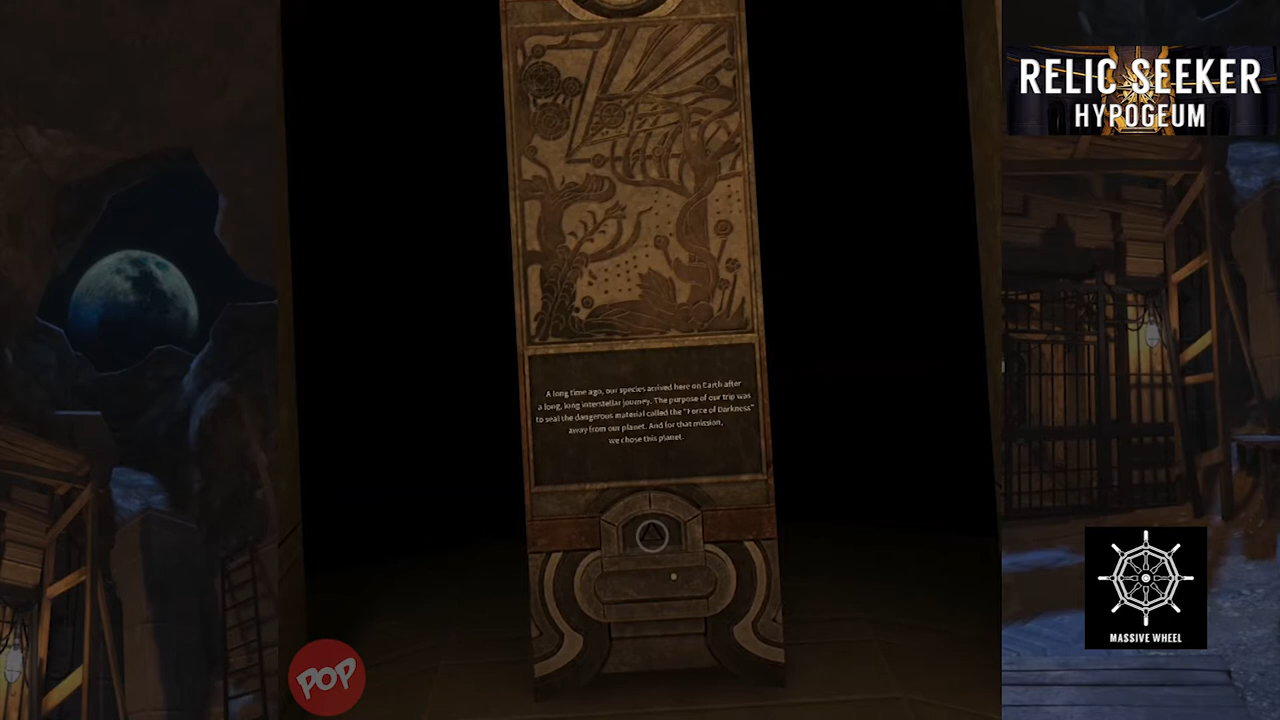 RELIC SEEKER
HYPOGEUM
A long time ago, our species arrived here on Earth after
a long, long interstellar journey. The purpose of our trip was
to seal the dangerous material called the "Force of Darkness"
away from our planet. And for that mission,
we chose this planet.
MASSIVE WHEEL
POP